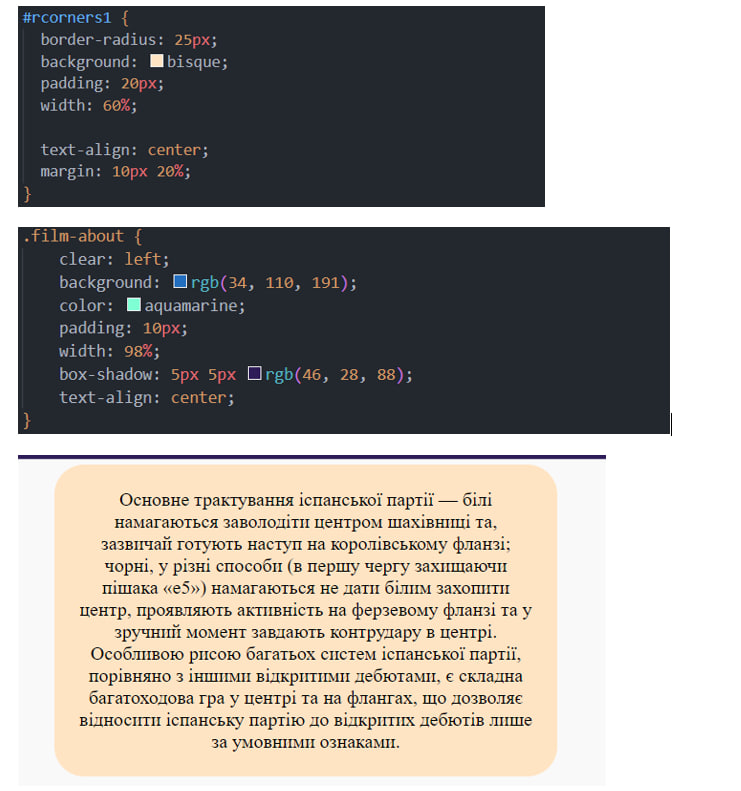 #rcorners1 {
border-radius: 25px;
background: bisque;
padding: 20px;
width: 60%;
text-align: center;
margin: 10px 20%;
}
.film-about {
clear: left;
background: rgb(34, 110, 191);
color: aquamarine;
padding: 10px;
width: 98%;
box-shadow: 5px 5px rgb(46, 28, 88);
text-align: center;
}
Основне трактування іспанської партії — білі
намагаються заволодіти центром шахівниці та,
зазвичай готують наступ на королівському фланзі;
чорні, у різні способи (в першу чергу захищаючи
пішака «e5») намагаються не дати білим захопити
центр, проявляють активність на ферзевому фланзі та у
зручний момент завдають контрудару в центрі.
Особливою рисою багатьох систем іспанської партії,
порівняно з іншими відкритими дебютами, є складна
багатоходова гра у центрі та на флангах, що дозволяє
відносити іспанську партію до відкритих дебютів лише
за умовними ознаками.